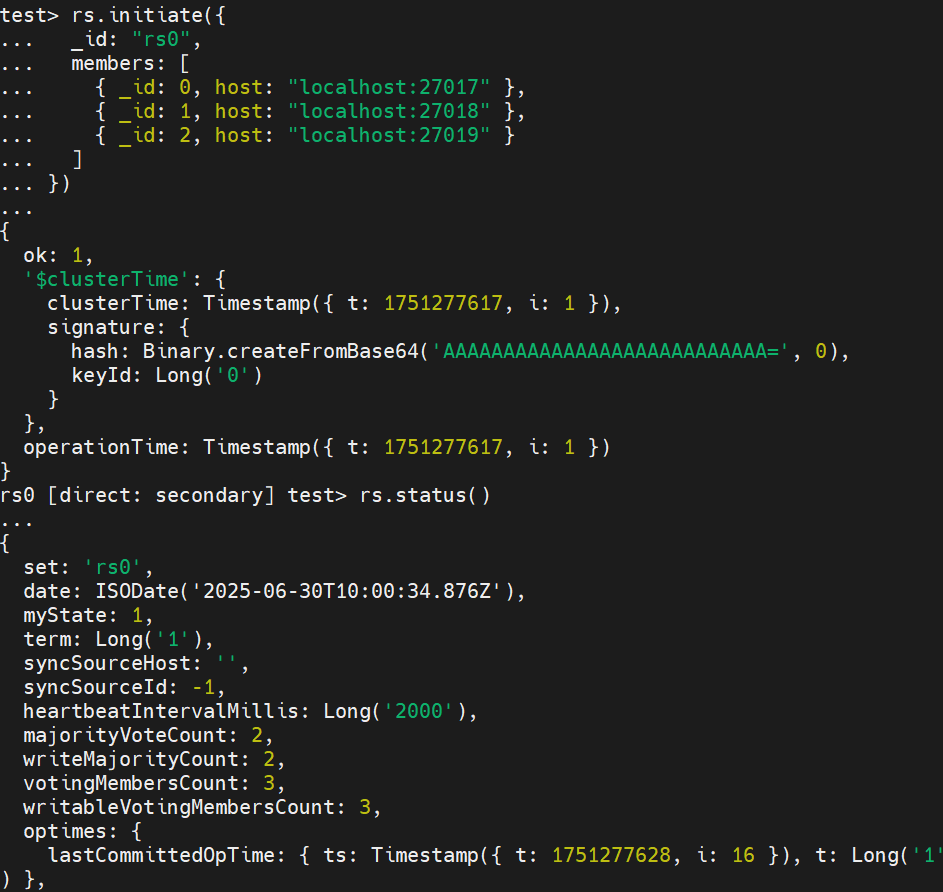 test> rs.initiate({
...   _id: "rs0",
...   members: [
...     { _id: 0, host: "localhost:27017" },
...     { _id: 1, host: "localhost:27018" },
...     { _id: 2, host: "localhost:27019" }
...   ]
... })
...
{
  ok: 1,
  '$clusterTime': {
    clusterTime: Timestamp({ t: 1751277617, i: 1 }),
    signature: {
      hash: Binary.createFromBase64('AAAAAAAAAAAAAAAAAAAAAAAAAAA=', 0),
      keyId: Long('0')
    }
  },
  operationTime: Timestamp({ t: 1751277617, i: 1 })
}
rs0 [direct: secondary] test> rs.status()
...
{
  set: 'rs0',
  date: ISODate('2025-06-30T10:00:34.876Z'),
  myState: 1,
  term: Long('1'),
  syncSourceHost: '',
  syncSourceId: -1,
  heartbeatIntervalMillis: Long('2000'),
  majorityVoteCount: 2,
  writeMajorityCount: 2,
  votingMembersCount: 3,
  writableVotingMembersCount: 3,
  optimes: {
    lastCommittedOpTime: { ts: Timestamp({ t: 1751277628, i: 16 }), t: Long('1'
) },